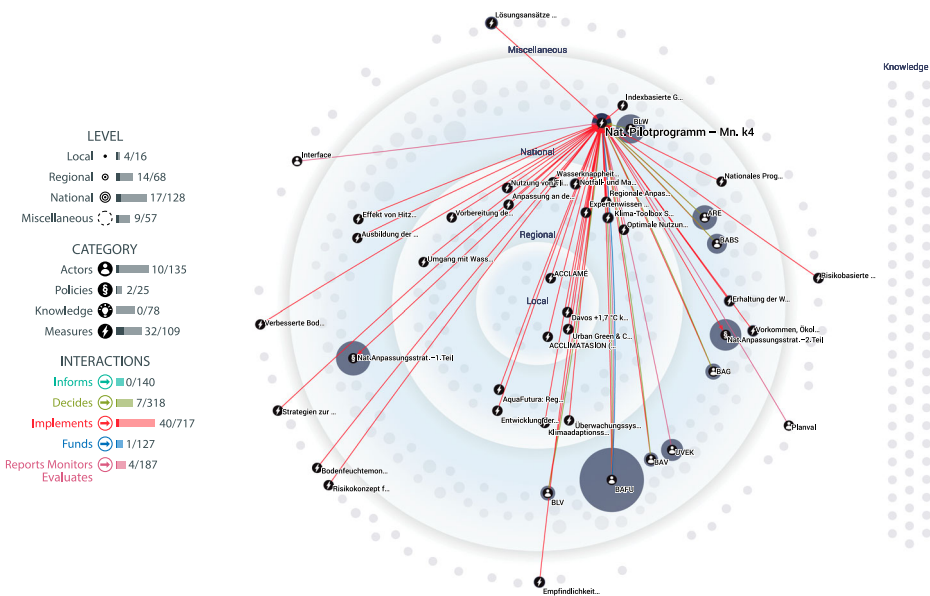 LEVEL
Local 4/16
Regional 14/68
National 17/128
Miscellaneous 9/57
CATEGORY
Actors 10/135
Policies § 2/25
Knowledge 0/78
Measures 32/109
INTERACTIONS
Informs 0/140
Decides 7/318
Implements 40/717
Funds 1/127
Reports Monitors
Evaluates 4/187
Lösungsansätze ...
Miscellaneous
Knowledge
Indexbasierte G...
BLW
Nat. Pilotprogramm – Mn. k4
Interface
National
Wasserknappheit...
Nutzung von Kli...
Notfall- und Ma...
Nationales Prog...
Anpassung an de...
Regionale Anpas...
Expertenwissen ...
Effekt von Hitz...
Vorbereitung de...
Klima-Toolbox S...
ARE
Optimale Nutzun...
Ausbildung der ...
Regional
BABS
Umgang mit Wass...
ACCLAME
Risikobasierte ...
Local
Erhaltung der W...
Davos +1,7 °C k...
Verbesserte Bod...
Urban Green & C...
Vorkommen, Ökol...
Nat.Anpassungsstrat.–2.Teil
ACCLIMATASION (...
§ Nat.Anpassungsstrat.–1.Teil
BAG
AquaFutura: Reg...
Strategien zur ...
Entwicklung der...
Überwachungssys...
Planval
Klimaadaptionss...
UVEK
BAV
Bodenfeuchtemon...
Risikokonzept f...
BAFU
BLV
Empfindlichkeit...